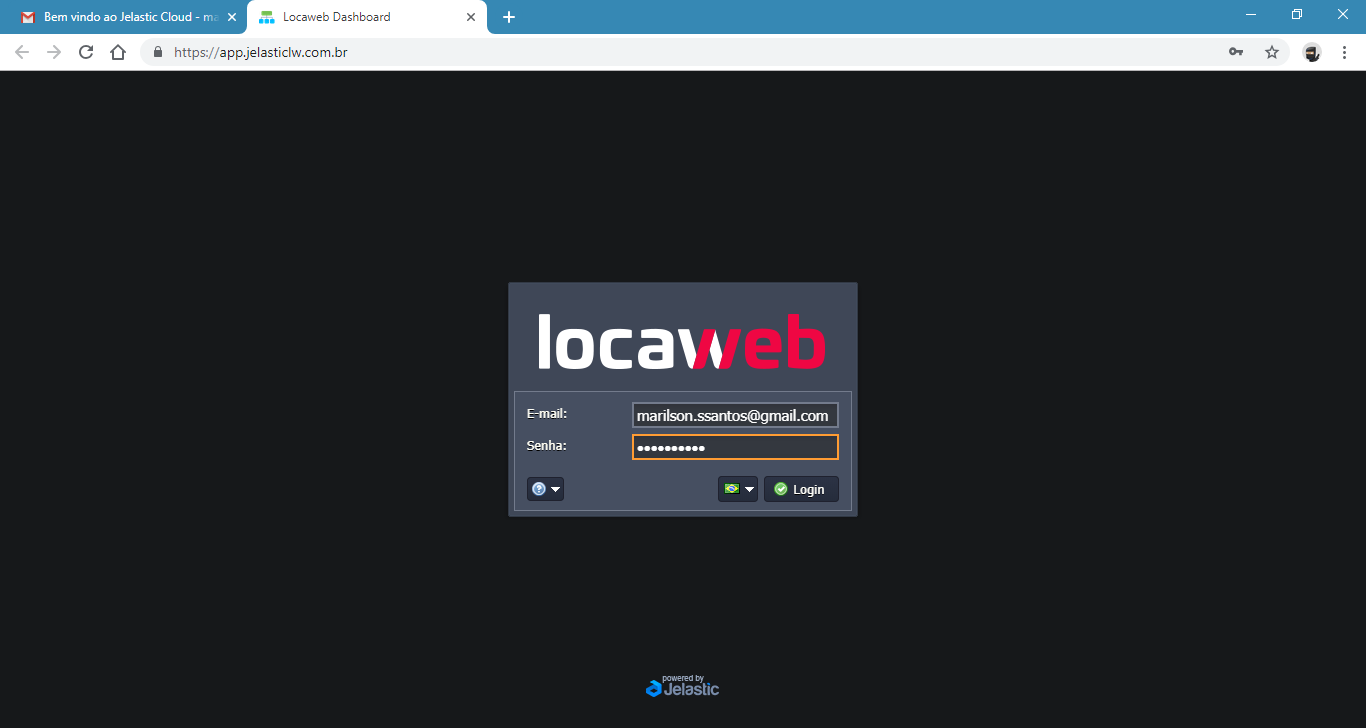 Bem vindo ao Jelastic Cloud - ma
Locaweb Dashboard
https://app.jelasticlw.com.br
locaweb
E-mail: marilson.ssantos@gmail.com
Senha: ••••••••••
Login
powered by
Jelastic